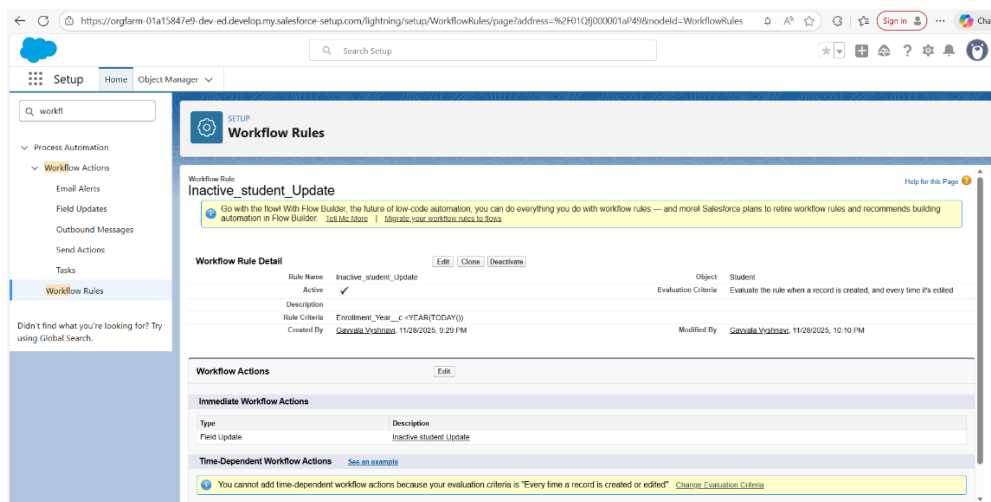 https://orgfarm-01a15847e9-dev-ed.develop.my.salesforce-setup.com/lightning/setup/WorkflowRules/page?address=%2F01Qfj000001aP49&nodeId=WorkflowRules
Sign in
Cha
Search Setup
Setup Home Object Manager
workfl
Process Automation
Workflow Actions
Email Alerts
Field Updates
Outbound Messages
Send Actions
Tasks
Workflow Rules
Didn't find what you're looking for? Try
using Global Search.
SETUP
Workflow Rules
Workflow Rule
Inactive_student_Update
Help for this Page
Go with the flow! With Flow Builder, the future of low-code automation, you can do everything you do with workflow rules — and more! Salesforce plans to retire workflow rules and recommends building
automation in Flow Builder. Tell Me More | Migrate your workflow rules to flows
Workflow Rule Detail Edit Clone Deactivate
Rule Name Inactive_student_Update Object Student
Active Evaluation Criteria Evaluate the rule when a record is created, and every time it's edited
Description
Rule Criteria Enrollment_Year__c <YEAR(TODAY())
Created By Gavvala Vyshnavi, 11/28/2025, 9:29 PM Modified By Gavvala Vyshnavi, 11/28/2025, 10:10 PM
Workflow Actions Edit
Immediate Workflow Actions
Type Description
Field Update Inactive student Update
Time-Dependent Workflow Actions See an example
You cannot add time-dependent workflow actions because your evaluation criteria is "Every time a record is created or edited". Change Evaluation Criteria